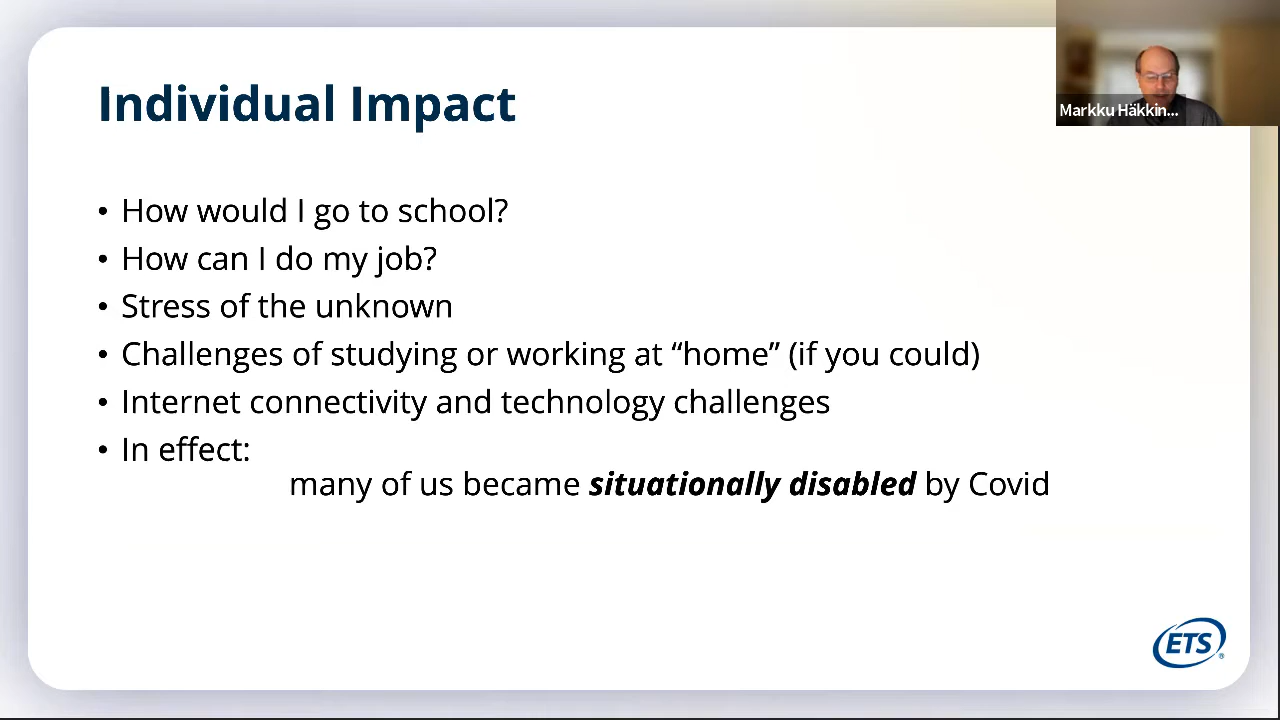 Individual Impact
Markku Häkkin...
• How would I go to school?
• How can I do my job?
• Stress of the unknown
• Challenges of studying or working at “home” (if you could)
• Internet connectivity and technology challenges
• In effect:
many of us became situationally disabled by Covid
ETS®